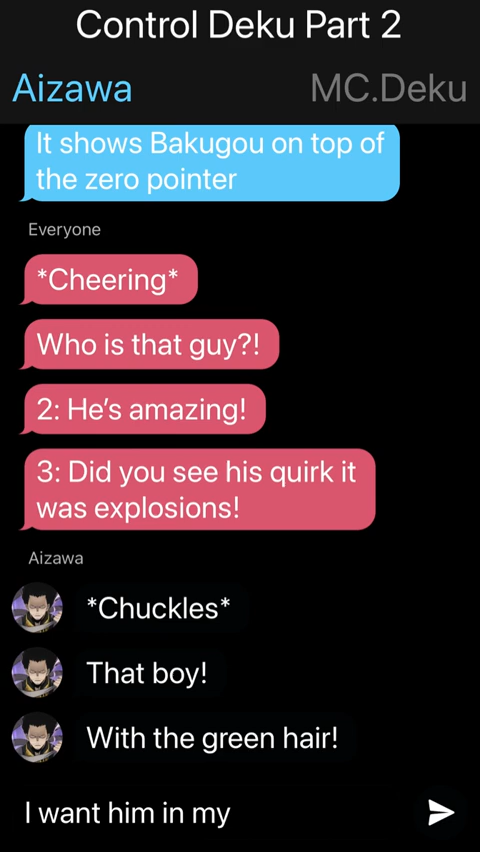 Control Deku Part 2
Aizawa
MC.Deku
It shows Bakugou on top of
the zero pointer
Everyone
*Cheering*
Who is that guy?!
2: He's amazing!
3: Did you see his quirk it
was explosions!
Aizawa
*Chuckles*
That boy!
With the green hair!
I want him in my